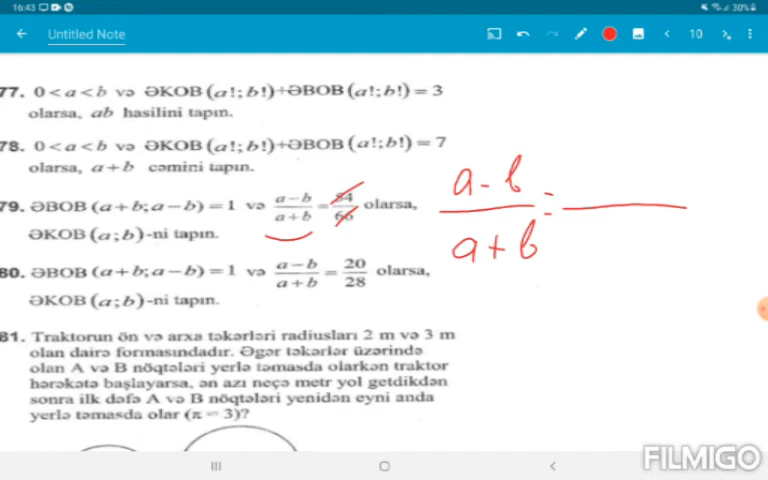 16:43 30%
Untitled Note 10
77. 0 < a < b və ƏKOB (a!; b!)+ƏBOB (a!; b!) = 3
olarsa, ab hasilini tapın.
78. 0 < a < b və ƏKOB (a!; b!)+ƏBOB (a!; b!) = 7
olarsa, a + b cəmini tapın.
79. ƏBOB (a + b; a − b) = 1 və a − b / a + b = 54 / 66 olarsa,
ƏKOB (a; b)-ni tapın.
a - b / a + b =
80. ƏBOB (a + b; a − b) = 1 və a − b / a + b = 20 / 28 olarsa,
ƏKOB (a; b)-ni tapın.
81. Traktorun ön və arxa təkərləri radiusları 2 m və 3 m
olan dairə formasındadır. Əgər təkərlər üzərində
olan A və B nöqtələri yerlə təmasda olarkən traktor
hərəkətə başlayarsa, ən azı neçə metr yol getdikdən
sonra ilk dəfə A və B nöqtələri yenidən eyni anda
yerlə təmasda olar (π = 3)?
FILMIGO